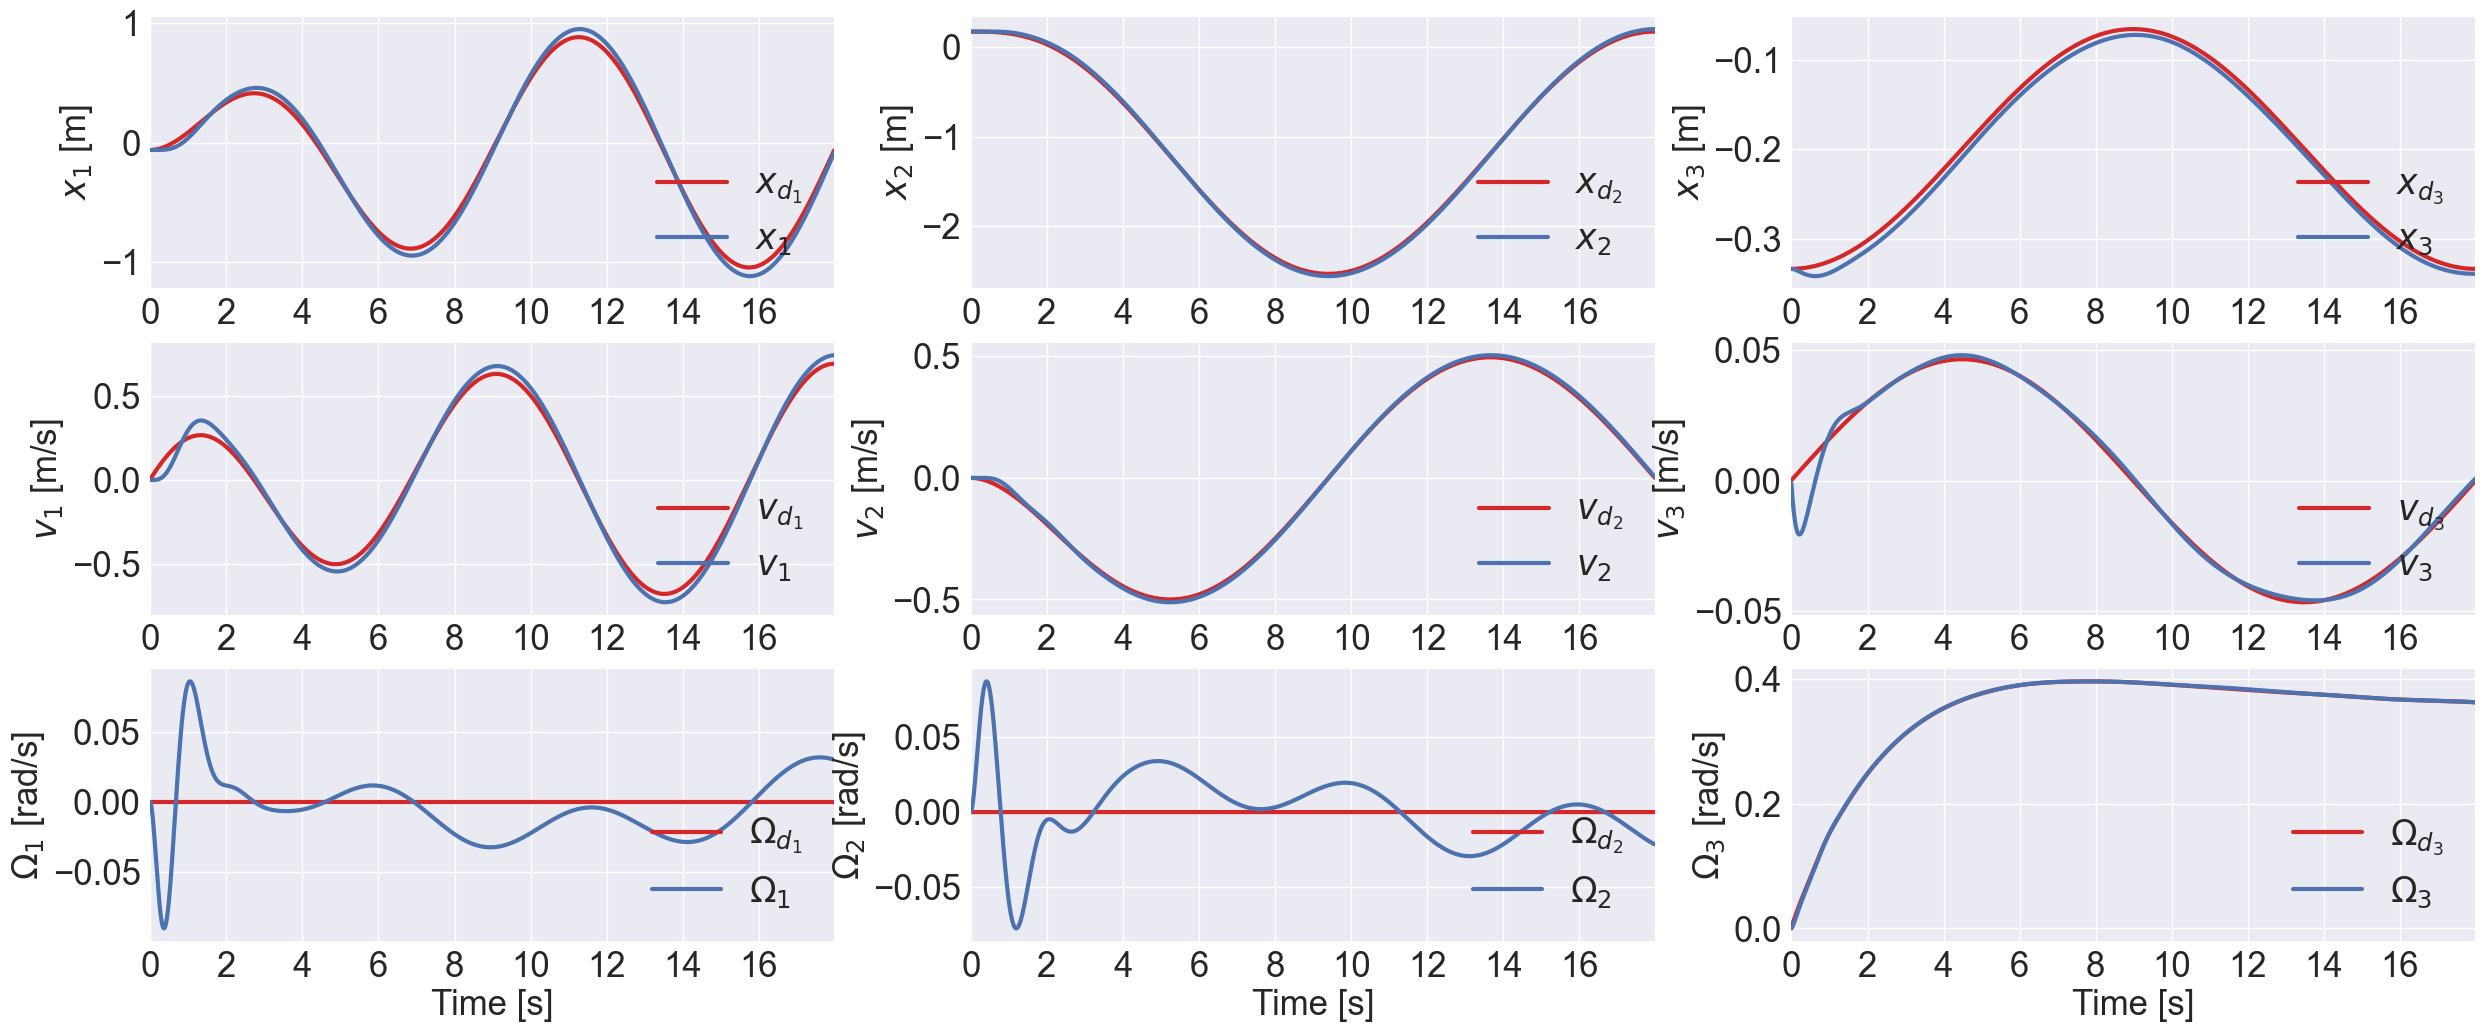 1
0
−1
x₁ [m]
x_{d₁}
x₁
0 2 4 6 8 10 12 14 16
0
−1
−2
x₂ [m]
x_{d₂}
x₂
0 2 4 6 8 10 12 14 16
−0.1
−0.2
−0.3
x₃ [m]
x_{d₃}
x₃
0 2 4 6 8 10 12 14 16
0.5
0.0
−0.5
v₁ [m/s]
v_{d₁}
v₁
0 2 4 6 8 10 12 14 16
0.5
0.0
−0.5
v₂ [m/s]
v_{d₂}
v₂
0 2 4 6 8 10 12 14 16
0.05
0.00
−0.05
v₃ [m/s]
v_{d₃}
v₃
0 2 4 6 8 10 12 14 16
0.05
0.00
−0.05
Ω₁ [rad/s]
Ω_{d₁}
Ω₁
0 2 4 6 8 10 12 14 16
Time [s]
0.05
0.00
−0.05
Ω₂ [rad/s]
Ω_{d₂}
Ω₂
0 2 4 6 8 10 12 14 16
Time [s]
0.4
0.2
0.0
Ω₃ [rad/s]
Ω_{d₃}
Ω₃
0 2 4 6 8 10 12 14 16
Time [s]